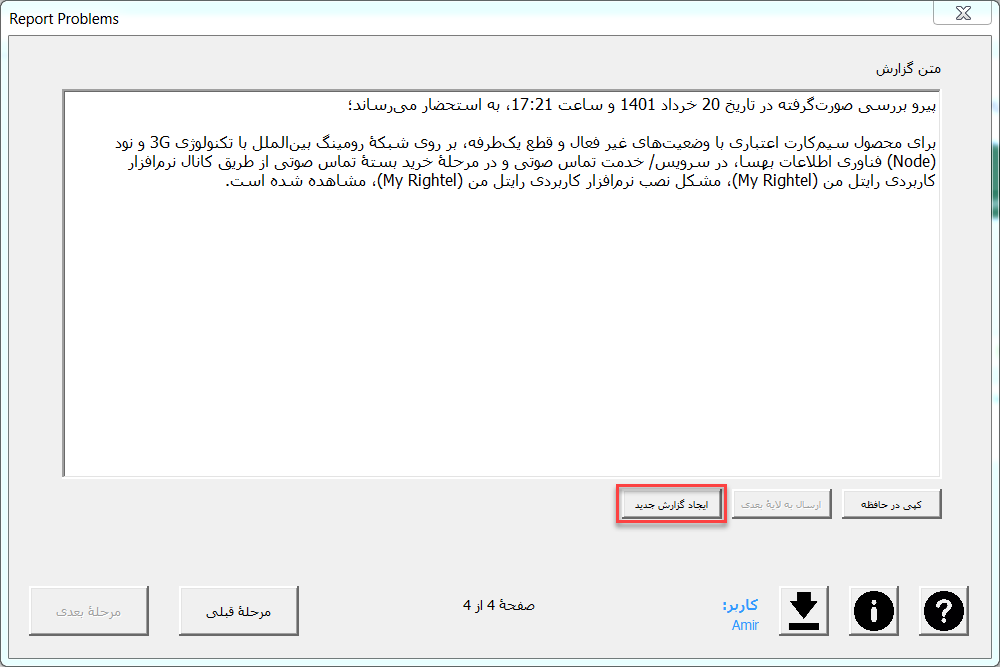 Report Problems
متن گزارش
پیرو بررسی صورت‌گرفته در تاریخ 20 خرداد 1401 و ساعت 17:21، به استحضار می‌رساند؛
برای محصول سیم‌کارت اعتباری با وضعیت‌های غیر فعال و قطع یک‌طرفه، بر روی شبکهٔ رومینگ بین‌الملل با تکنولوژی 3G و نود
(Node) فناوری اطلاعات بهسا، در سرویس/ خدمت تماس صوتی و در مرحلهٔ خرید بستهٔ تماس صوتی از طریق کانال نرم‌افزار
کاربردی رایتل من (My Rightel)، مشکل نصب نرم‌افزار کاربردی رایتل من (My Rightel)، مشاهده شده است.
کپی در حافظه
ارسال به لایهٔ بعدی
ایجاد گزارش جدید
کاربر:
Amir
صفحهٔ 4 از 4
مرحلهٔ قبلی
مرحلهٔ بعدی